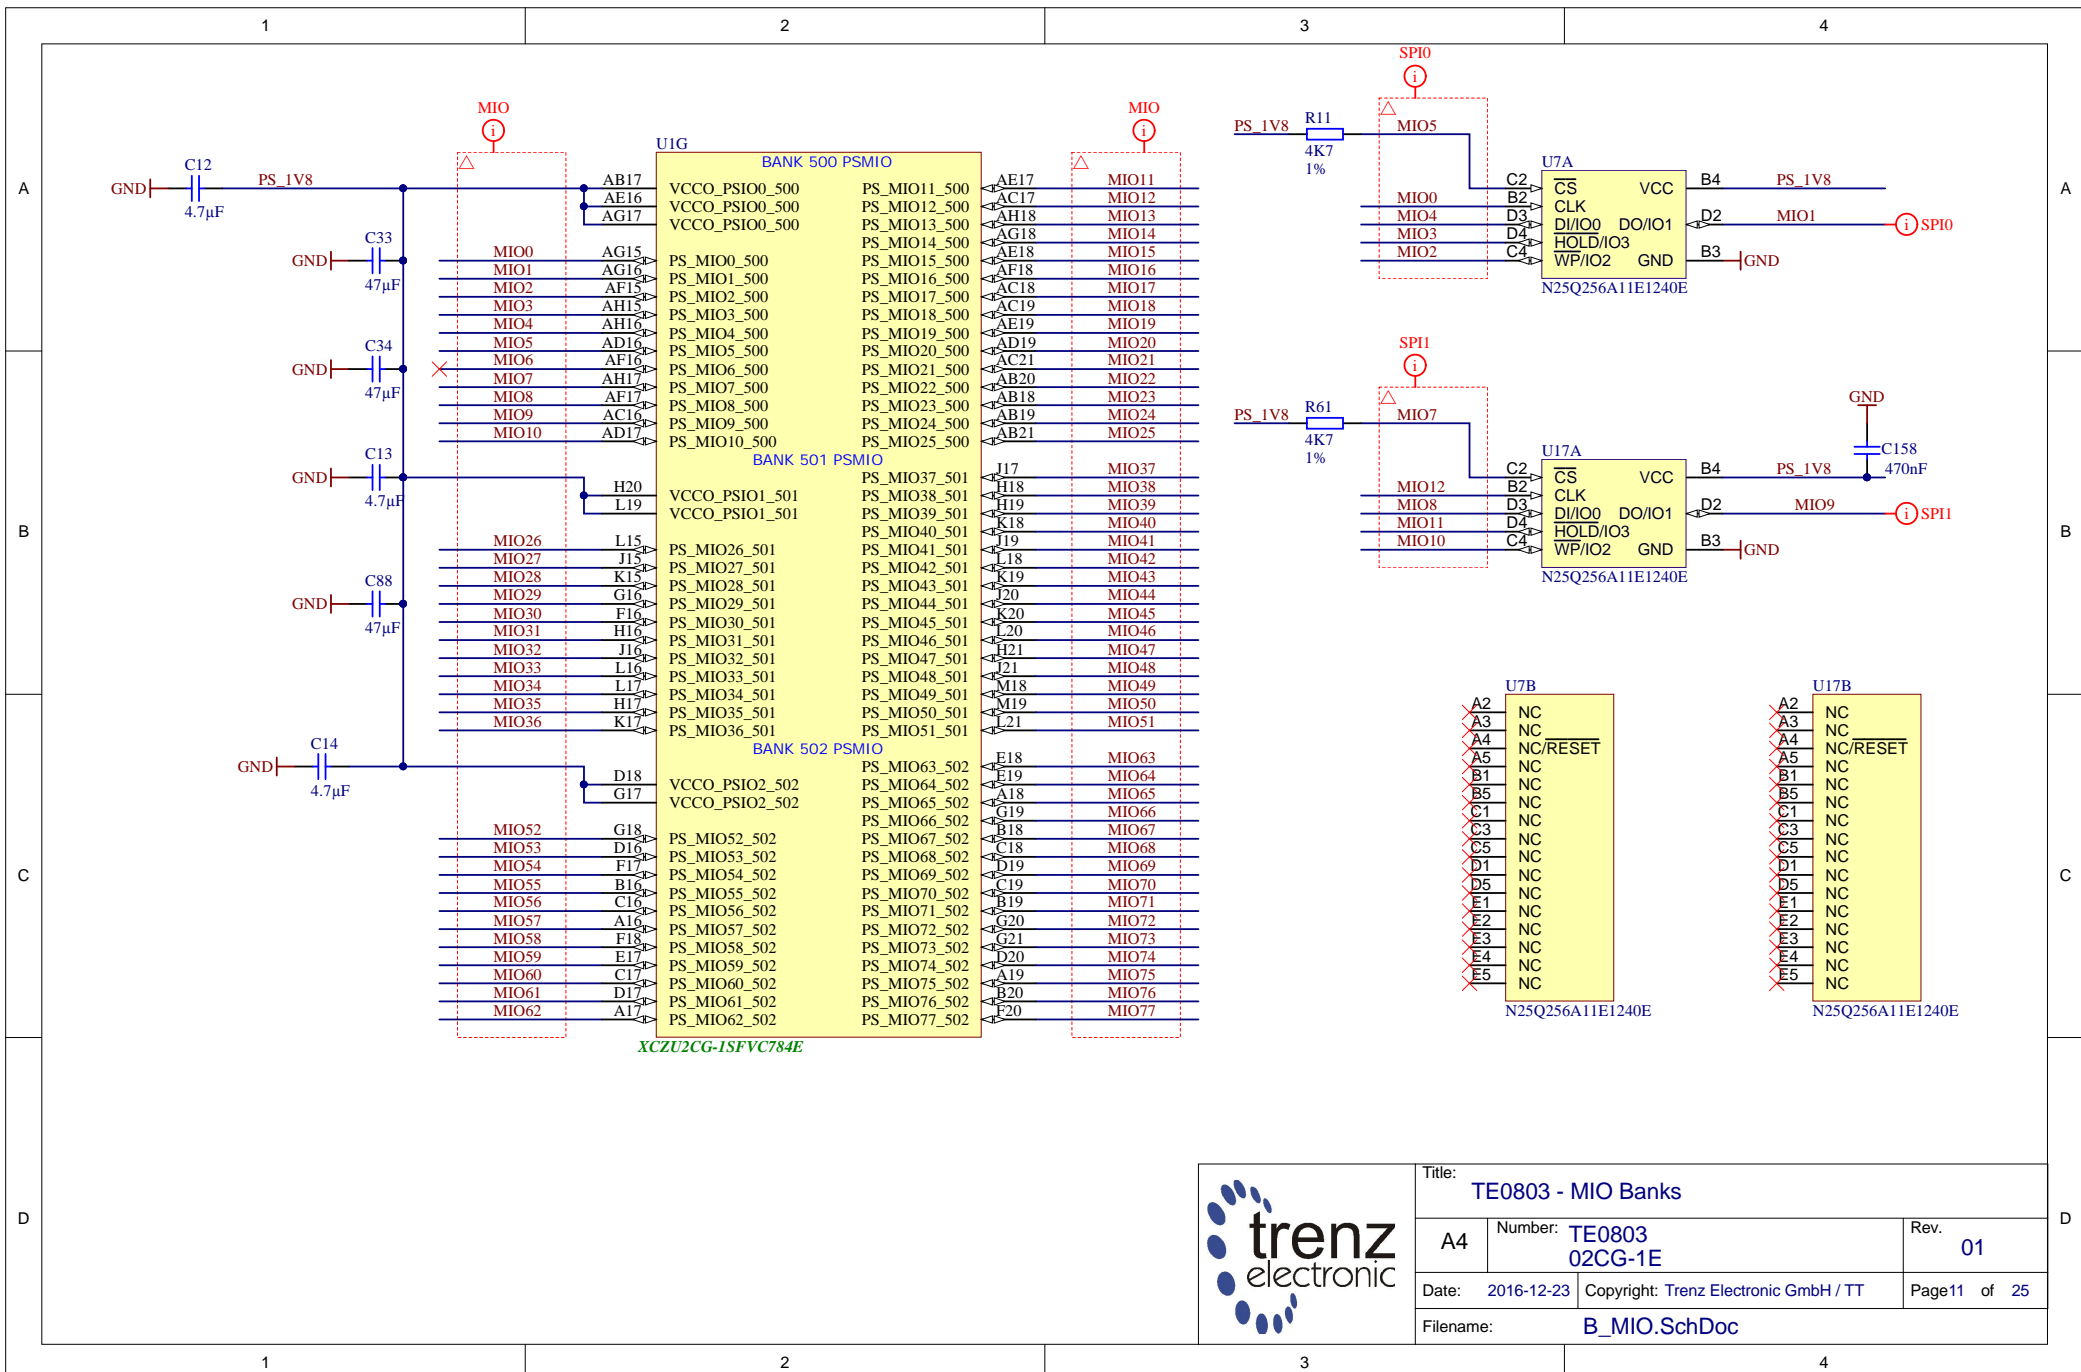 1 2 3 4
A A
B B
C C
D D
1 2 3 4
MIO
MIO
U1G
BANK 500 PSMIO
C12
GND
4.7µF
PS_1V8
C33
GND
47µF
C34
GND
47µF
C13
GND
4.7µF
C88
GND
47µF
C14
GND
4.7µF
AB17 VCCO_PSIO0_500
AE16 VCCO_PSIO0_500
AG17 VCCO_PSIO0_500
MIO0 AG15 PS_MIO0_500
MIO1 AG16 PS_MIO1_500
MIO2 AF15 PS_MIO2_500
MIO3 AH15 PS_MIO3_500
MIO4 AH16 PS_MIO4_500
MIO5 AD16 PS_MIO5_500
MIO6 AF16 PS_MIO6_500
MIO7 AH17 PS_MIO7_500
MIO8 AF17 PS_MIO8_500
MIO9 AC16 PS_MIO9_500
MIO10 AD17 PS_MIO10_500
PS_MIO11_500 AE17 MIO11
PS_MIO12_500 AC17 MIO12
PS_MIO13_500 AH18 MIO13
PS_MIO14_500 AG18 MIO14
PS_MIO15_500 AE18 MIO15
PS_MIO16_500 AF18 MIO16
PS_MIO17_500 AC18 MIO17
PS_MIO18_500 AC19 MIO18
PS_MIO19_500 AE19 MIO19
PS_MIO20_500 AD19 MIO20
PS_MIO21_500 AC21 MIO21
PS_MIO22_500 AB20 MIO22
PS_MIO23_500 AB18 MIO23
PS_MIO24_500 AB19 MIO24
PS_MIO25_500 AB21 MIO25
BANK 501 PSMIO
H20 VCCO_PSIO1_501
L19 VCCO_PSIO1_501
MIO26 L15 PS_MIO26_501
MIO27 J15 PS_MIO27_501
MIO28 K15 PS_MIO28_501
MIO29 G16 PS_MIO29_501
MIO30 F16 PS_MIO30_501
MIO31 H16 PS_MIO31_501
MIO32 J16 PS_MIO32_501
MIO33 L16 PS_MIO33_501
MIO34 L17 PS_MIO34_501
MIO35 H17 PS_MIO35_501
MIO36 K17 PS_MIO36_501
PS_MIO37_501 J17 MIO37
PS_MIO38_501 H18 MIO38
PS_MIO39_501 H19 MIO39
PS_MIO40_501 K18 MIO40
PS_MIO41_501 J19 MIO41
PS_MIO42_501 L18 MIO42
PS_MIO43_501 K19 MIO43
PS_MIO44_501 J20 MIO44
PS_MIO45_501 K20 MIO45
PS_MIO46_501 L20 MIO46
PS_MIO47_501 H21 MIO47
PS_MIO48_501 J21 MIO48
PS_MIO49_501 M18 MIO49
PS_MIO50_501 M19 MIO50
PS_MIO51_501 L21 MIO51
BANK 502 PSMIO
D18 VCCO_PSIO2_502
G17 VCCO_PSIO2_502
MIO52 G18 PS_MIO52_502
MIO53 D16 PS_MIO53_502
MIO54 F17 PS_MIO54_502
MIO55 B16 PS_MIO55_502
MIO56 C16 PS_MIO56_502
MIO57 A16 PS_MIO57_502
MIO58 F18 PS_MIO58_502
MIO59 E17 PS_MIO59_502
MIO60 C17 PS_MIO60_502
MIO61 D17 PS_MIO61_502
MIO62 A17 PS_MIO62_502
PS_MIO63_502 E18 MIO63
PS_MIO64_502 E19 MIO64
PS_MIO65_502 A18 MIO65
PS_MIO66_502 G19 MIO66
PS_MIO67_502 B18 MIO67
PS_MIO68_502 C18 MIO68
PS_MIO69_502 D19 MIO69
PS_MIO70_502 C19 MIO70
PS_MIO71_502 B19 MIO71
PS_MIO72_502 G20 MIO72
PS_MIO73_502 G21 MIO73
PS_MIO74_502 D20 MIO74
PS_MIO75_502 A19 MIO75
PS_MIO76_502 B20 MIO76
PS_MIO77_502 F20 MIO77
XCZU2CG-1SFVC784E
SPI0
PS_1V8 R11 MIO5
4K7
1%
U7A
C2 CS VCC B4 PS_1V8
MIO0 B2 CLK
MIO4 D3 DI/IO0 DO/IO1 D2 MIO1 SPI0
MIO3 D4 HOLD/IO3
MIO2 C4 WP/IO2 GND B3 GND
N25Q256A11E1240E
SPI1
PS_1V8 R61 MIO7
4K7
1%
GND
C158
470nF
U17A
C2 CS VCC B4 PS_1V8
MIO12 B2 CLK
MIO8 D3 DI/IO0 DO/IO1 D2 MIO9 SPI1
MIO11 D4 HOLD/IO3
MIO10 C4 WP/IO2 GND B3 GND
N25Q256A11E1240E
U7B
A2 NC
A3 NC
A4 NC/RESET
A5 NC
B1 NC
B5 NC
C1 NC
C3 NC
C5 NC
D1 NC
D5 NC
E1 NC
E2 NC
E3 NC
E4 NC
E5 NC
N25Q256A11E1240E
U17B
A2 NC
A3 NC
A4 NC/RESET
A5 NC
B1 NC
B5 NC
C1 NC
C3 NC
C5 NC
D1 NC
D5 NC
E1 NC
E2 NC
E3 NC
E4 NC
E5 NC
N25Q256A11E1240E
trenz
electronic
Title:
TE0803 - MIO Banks
A4 Number: TE0803
02CG-1E
Rev.
01
Date: 2016-12-23 Copyright: Trenz Electronic GmbH / TT Page11 of 25
Filename: B_MIO.SchDoc